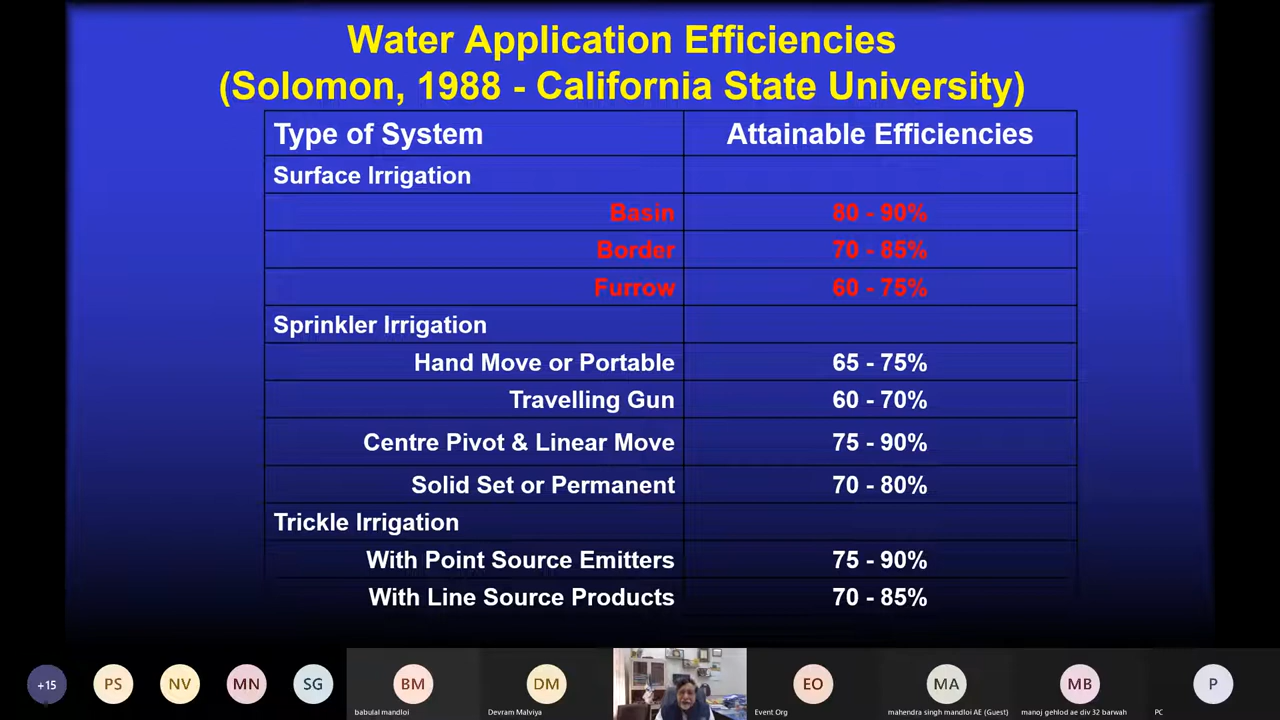 Water Application Efficiencies
(Solomon, 1988 - California State University)
Type of System Attainable Efficiencies
Surface Irrigation
Basin 80 - 90%
Border 70 - 85%
Furrow 60 - 75%
Sprinkler Irrigation
Hand Move or Portable 65 - 75%
Travelling Gun 60 - 70%
Centre Pivot & Linear Move 75 - 90%
Solid Set or Permanent 70 - 80%
Trickle Irrigation
With Point Source Emitters 75 - 90%
With Line Source Products 70 - 85%
+15 PS NV MN SG BM DM EO MA MB P
babulal mandloi Devram Malviya Event Org mahendra singh mandloi AE (Guest) manoj gehlod ae div 32 barwah PC